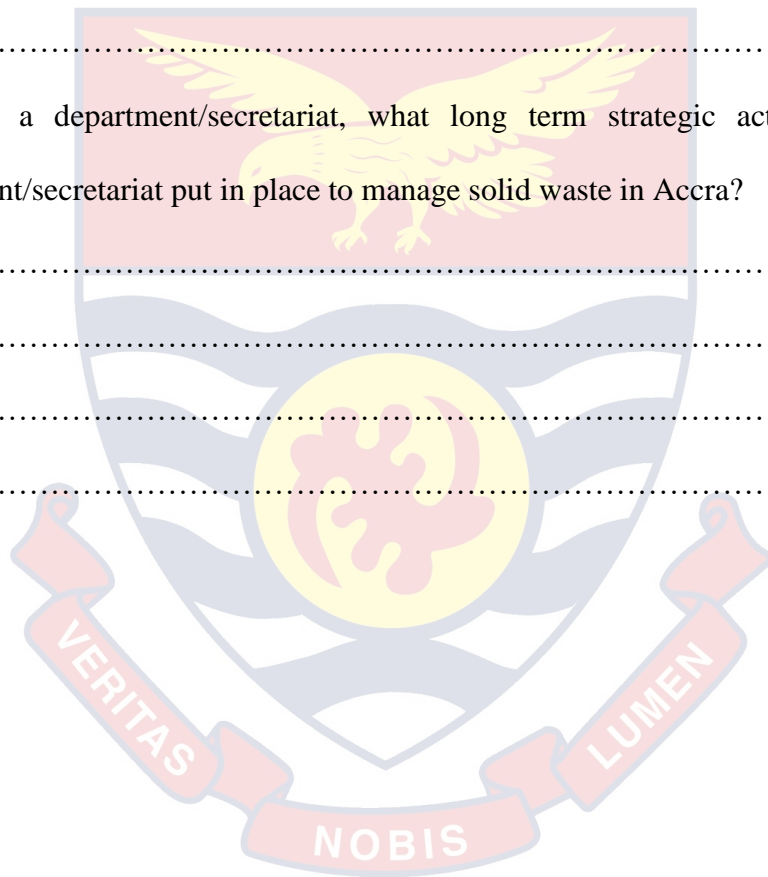 ……………………………………………………………………
a department/secretariat, what long term strategic act
nt/secretariat put in place to manage solid waste in Accra?
……………………………………………………………………
……………………………………………………………………
……………………………………………………………………
……………………………………………………………………
VERITAS
LUMEN
NOBIS